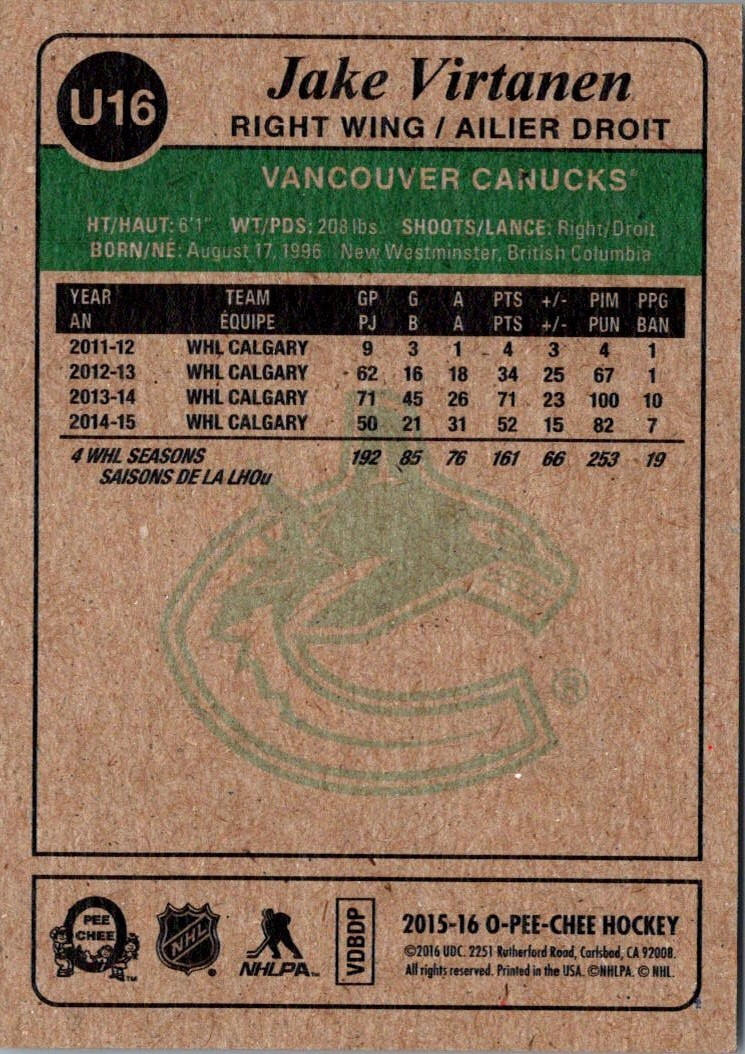 U16
Jake Virtanen
RIGHT WING / AILIER DROIT
VANCOUVER CANUCKS®
HT/HAUT: 6'1" WT/PDS: 208 lbs. SHOOTS/LANCE: Right/Droit
BORN/NÉ: August 17, 1996 New Westminster, British Columbia
YEAR TEAM GP G A PTS +/- PIM PPG
AN ÉQUIPE PJ B A PTS +/- PUN BAN
2011-12 WHL CALGARY 9 3 1 4 3 4 1
2012-13 WHL CALGARY 62 16 18 34 25 67 1
2013-14 WHL CALGARY 71 45 26 71 23 100 10
2014-15 WHL CALGARY 50 21 31 52 15 82 7
4 WHL SEASONS 192 85 76 161 66 253 19
SAISONS DE LA LHOu
®
PEE
CHEE
TM
NHL
NHLPA™
VDBDP
2015-16 O-PEE-CHEE HOCKEY
©2016 UDC. 2251 Rutherford Road, Carlsbad, CA 92008.
All rights reserved. Printed in the USA. ©NHLPA. © NHL.